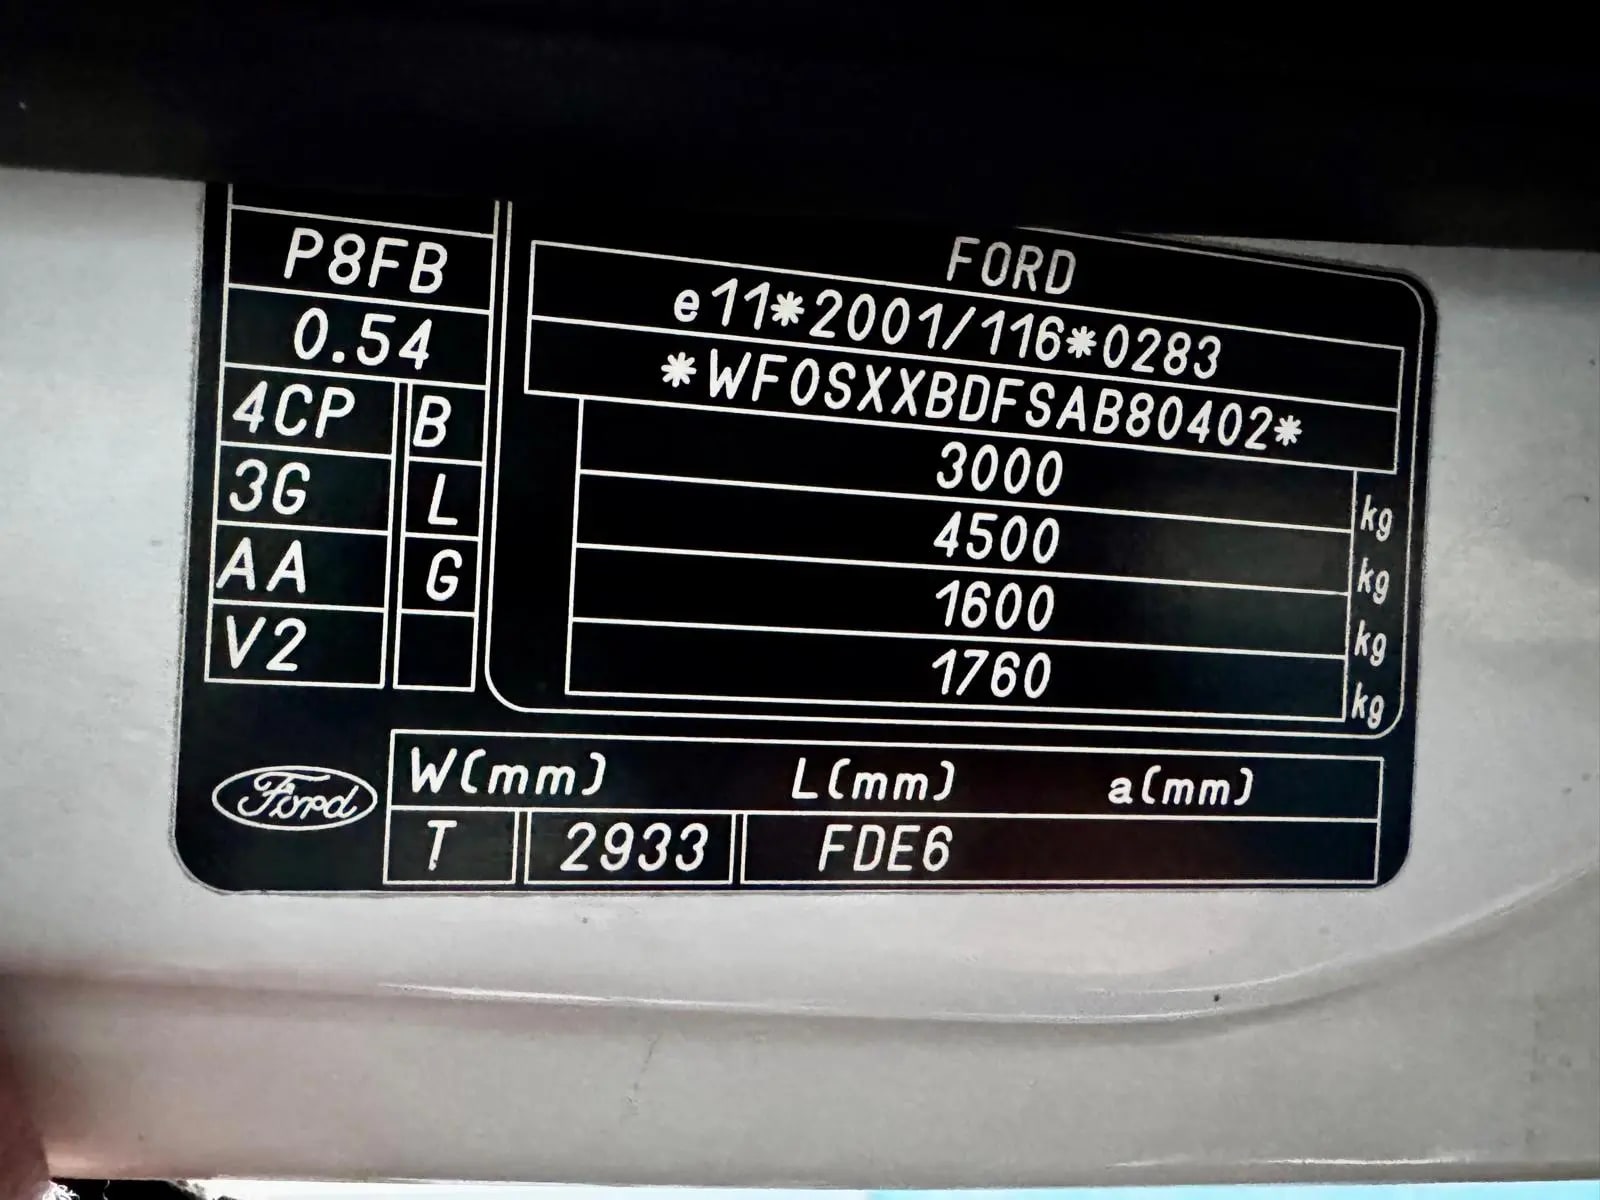 P8FB
0.54
4CP B
3G L
AA G
V2
FORD
e11*2001/116*0283
*WF0SXXBDFSAB80402*
3000 kg
4500 kg
1600 kg
1760 kg
Ford
W(mm) L(mm) a(mm)
T 2933 FDE6